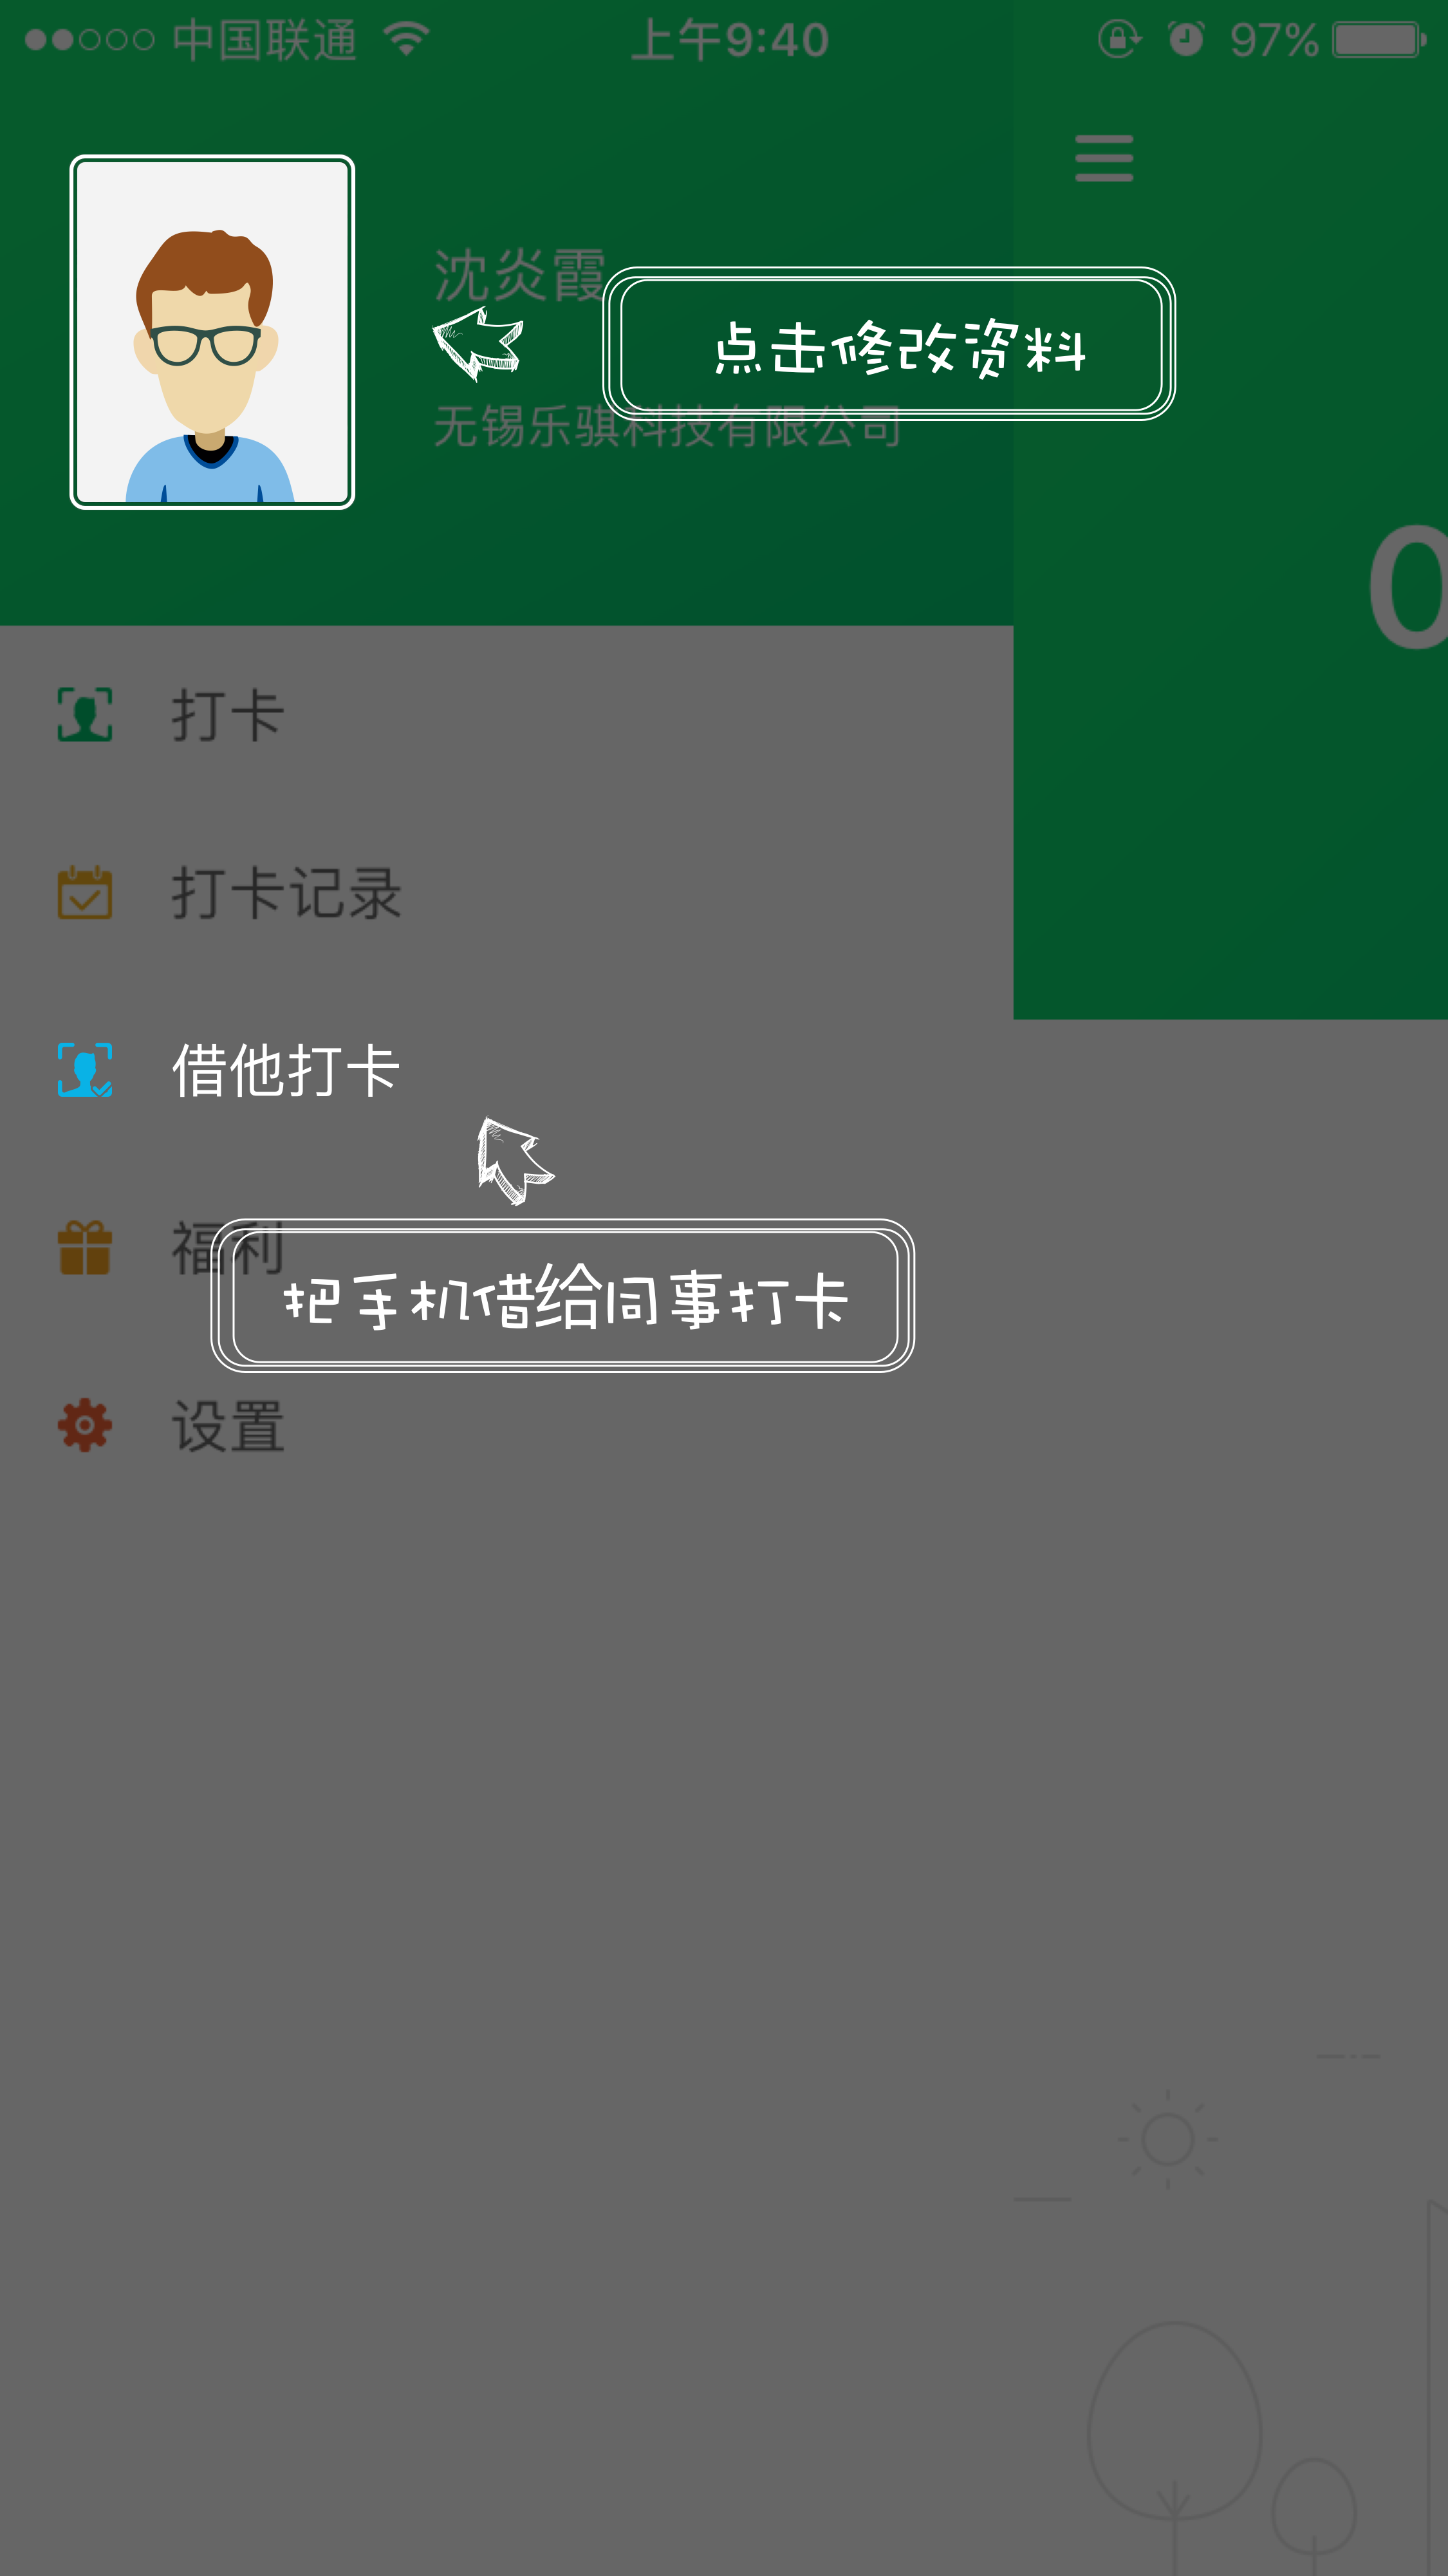 中国联通 上午9:40 97%
沈炎霞
点击修改资料
无锡乐骐科技有限公司
0
打卡
打卡记录
借他打卡
福利
把手机借给同事打卡
设置